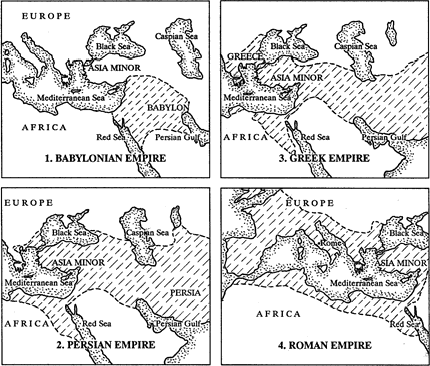 EUROPE
Black Sea
Caspian Sea
ASIA MINOR
Mediterranean Sea
BABYLON
AFRICA
Red Sea
Persian Gulf
1. BABYLONIAN EMPIRE
GREECE
Black Sea
Caspian Sea
ASIA MINOR
Mediterranean Sea
AFRICA
Red Sea
Persian Gulf
3. GREEK EMPIRE
EUROPE
Black Sea
Caspian Sea
ASIA MINOR
Mediterranean Sea
PERSIA
AFRICA
Red Sea
Persian Gulf
2. PERSIAN EMPIRE
EUROPE
Rome
Black Sea
ASIA MINOR
Mediterranean Sea
AFRICA
Red Sea
4. ROMAN EMPIRE